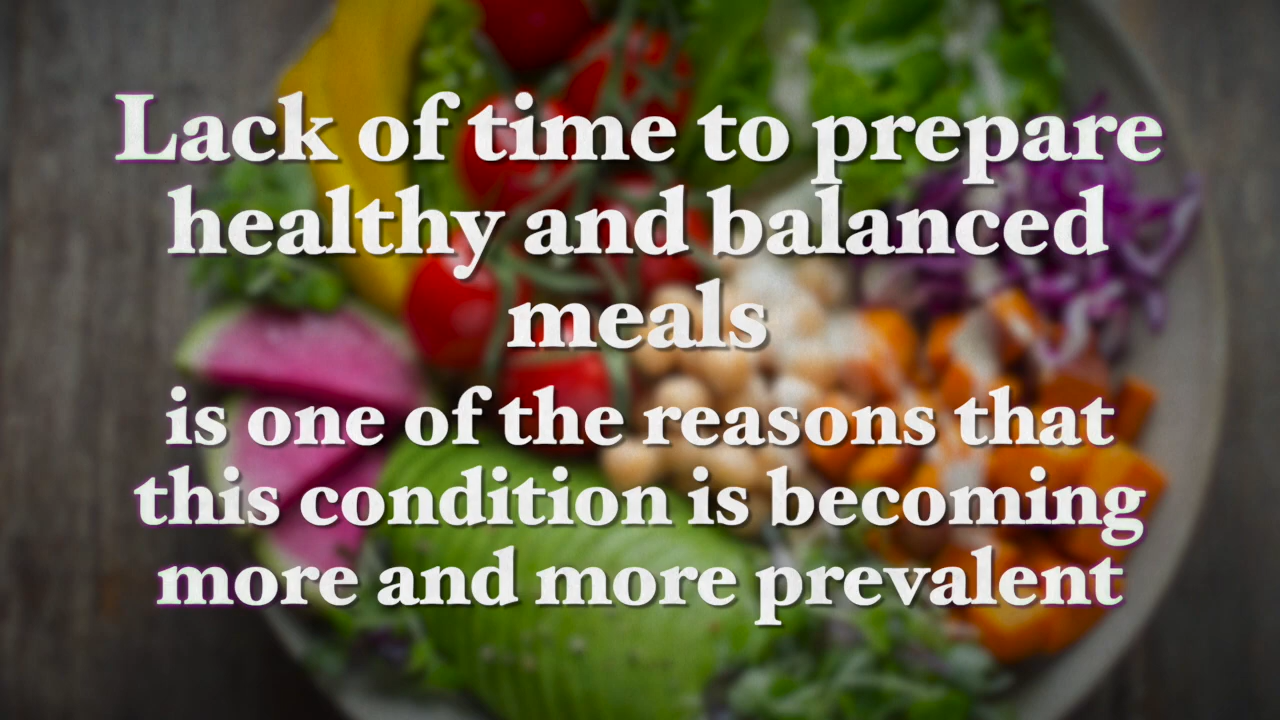 Lack of time to prepare
healthy and balanced
meals
is one of the reasons that
this condition is becoming
more and more prevalent